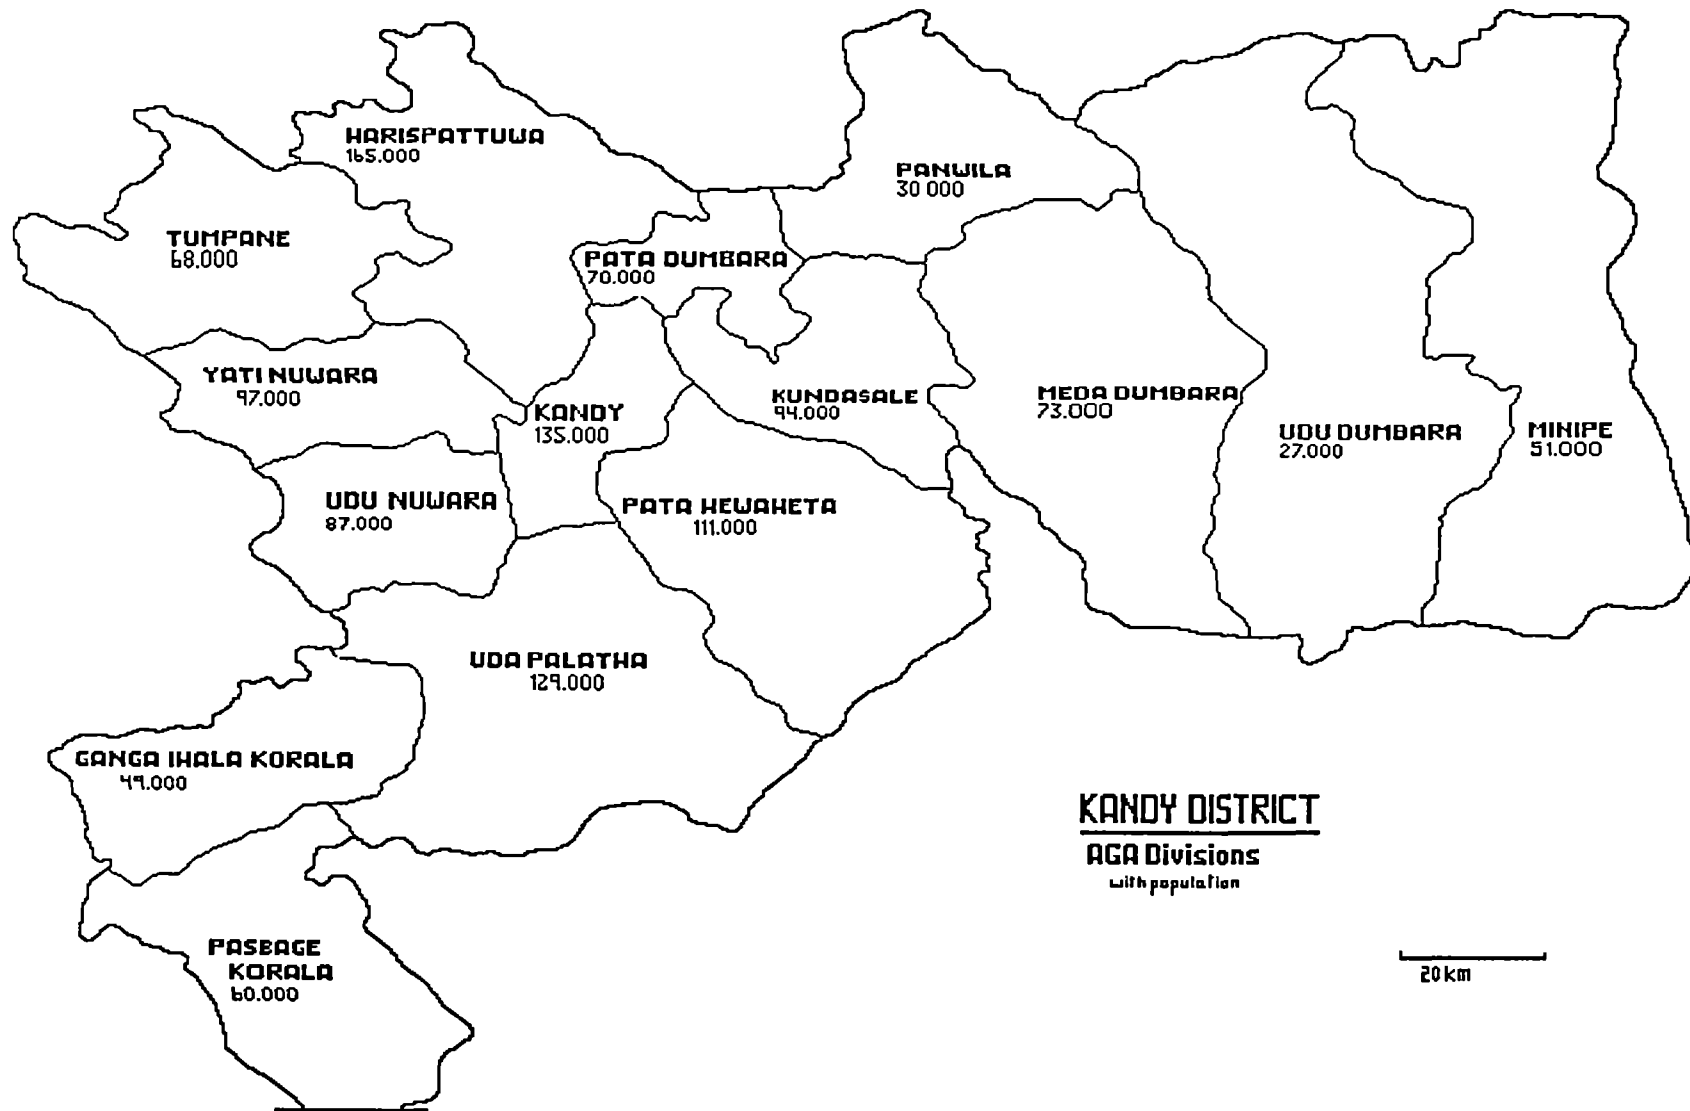 HARISPATTUWA
165.000
PANWILA
30 000
TUMPANE
68.000
PATA DUMBARA
70.000
YATI NUWARA
97.000
KANDY
135.000
KUNDASALE
94.000
MEDA DUMBARA
73.000
UDU DUMBARA
27.000
MINIPE
51.000
UDU NUWARA
87.000
PATA HEWAHETA
111.000
UDA PALATHA
129.000
GANGA IHALA KORALA
49.000
PASBAGE
KORALA
60.000
KANDY DISTRICT
AGA Divisions
with population
20 km